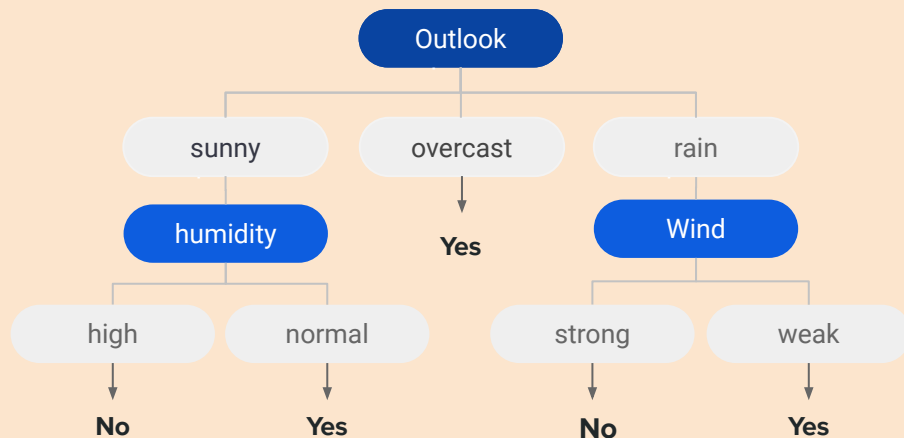 Outlook
sunny
overcast
rain
humidity
Yes
Wind
high
normal
strong
weak
No
Yes
No
Yes